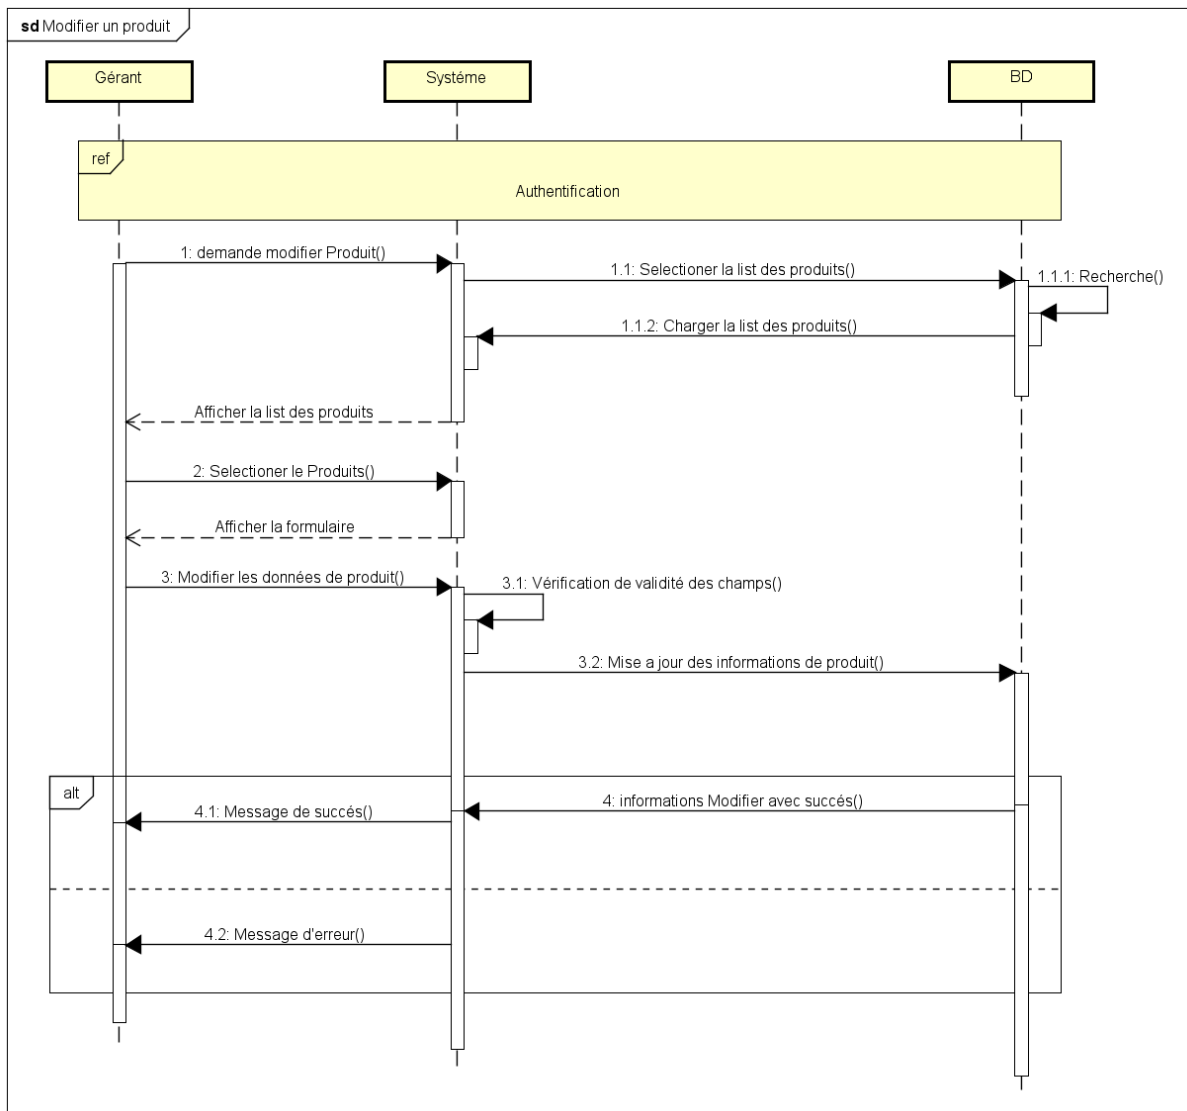 sd Modifier un produit
Gérant
Systéme
BD
ref
Authentification
1: demande modifier Produit()
1.1: Selectioner la list des produits()
1.1.1: Recherche()
1.1.2: Charger la list des produits()
Afficher la list des produits
2: Selectioner le Produits()
Afficher la formulaire
3: Modifier les données de produit()
3.1: Vérification de validité des champs()
3.2: Mise a jour des informations de produit()
alt
4: informations Modifier avec succés()
4.1: Message de succés()
4.2: Message d'erreur()